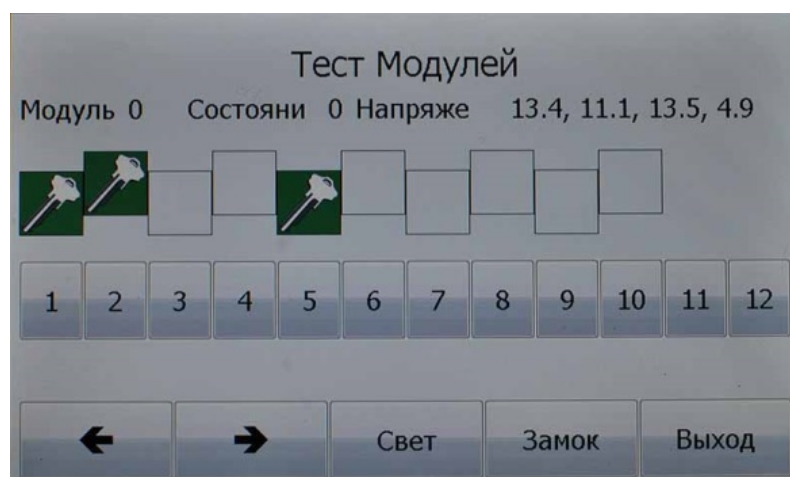 Тест Модулей
Модуль 0 Состояни 0 Напряже 13.4, 11.1, 13.5, 4.9
1 2 3 4 5 6 7 8 9 10 11 12
← → Свет Замок Выход